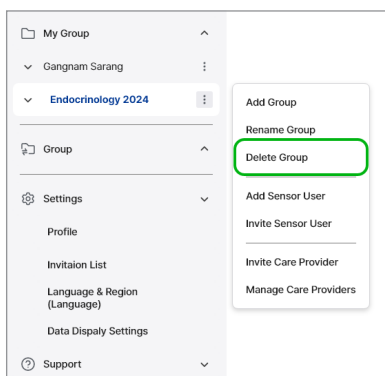 My Group
Gangnam Sarang
Endocrinology 2024
Group
Settings
Profile
Invitaion List
Language & Region
(Language)
Data Dispaly Settings
Support
Add Group
Rename Group
Delete Group
Add Sensor User
Invite Sensor User
Invite Care Provider
Manage Care Providers